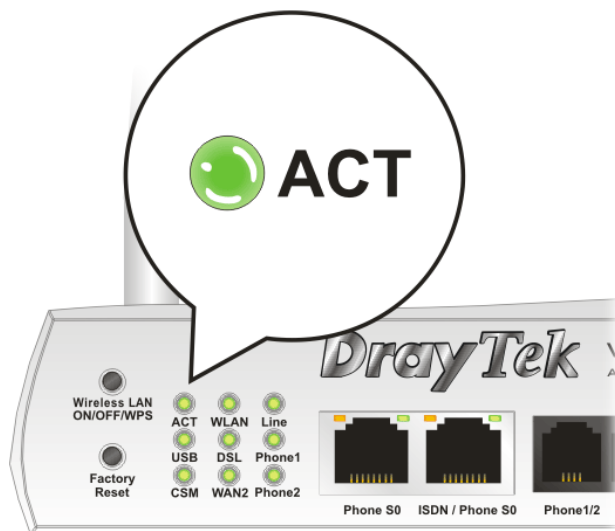 ACT
DrayTek
Wireless LAN
ON/OFF/WPS
ACT WLAN Line
USB DSL Phone1
Factory
Reset
CSM WAN2 Phone2
Phone S0 ISDN / Phone S0 Phone1/2